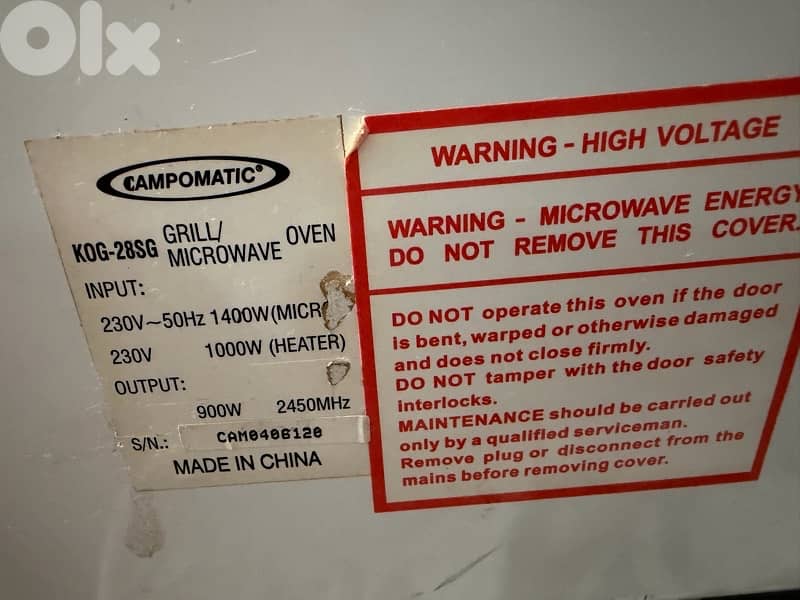 OLX
CAMPOMATIC®
KOG-28SG GRILL/ MICROWAVE OVEN
INPUT:
230V~50Hz 1400W(MICRO
230V 1000W (HEATER)
OUTPUT:
900W 2450MHz
S/N.: CAM0406120
MADE IN CHINA
WARNING - HIGH VOLTAGE
WARNING - MICROWAVE ENERGY
DO NOT REMOVE THIS COVER.
DO NOT operate this oven if the door
is bent, warped or otherwise damaged
and does not close firmly.
DO NOT tamper with the door safety
interlocks.
MAINTENANCE should be carried out
only by a qualified serviceman.
Remove plug or disconnect from the
mains before removing cover.